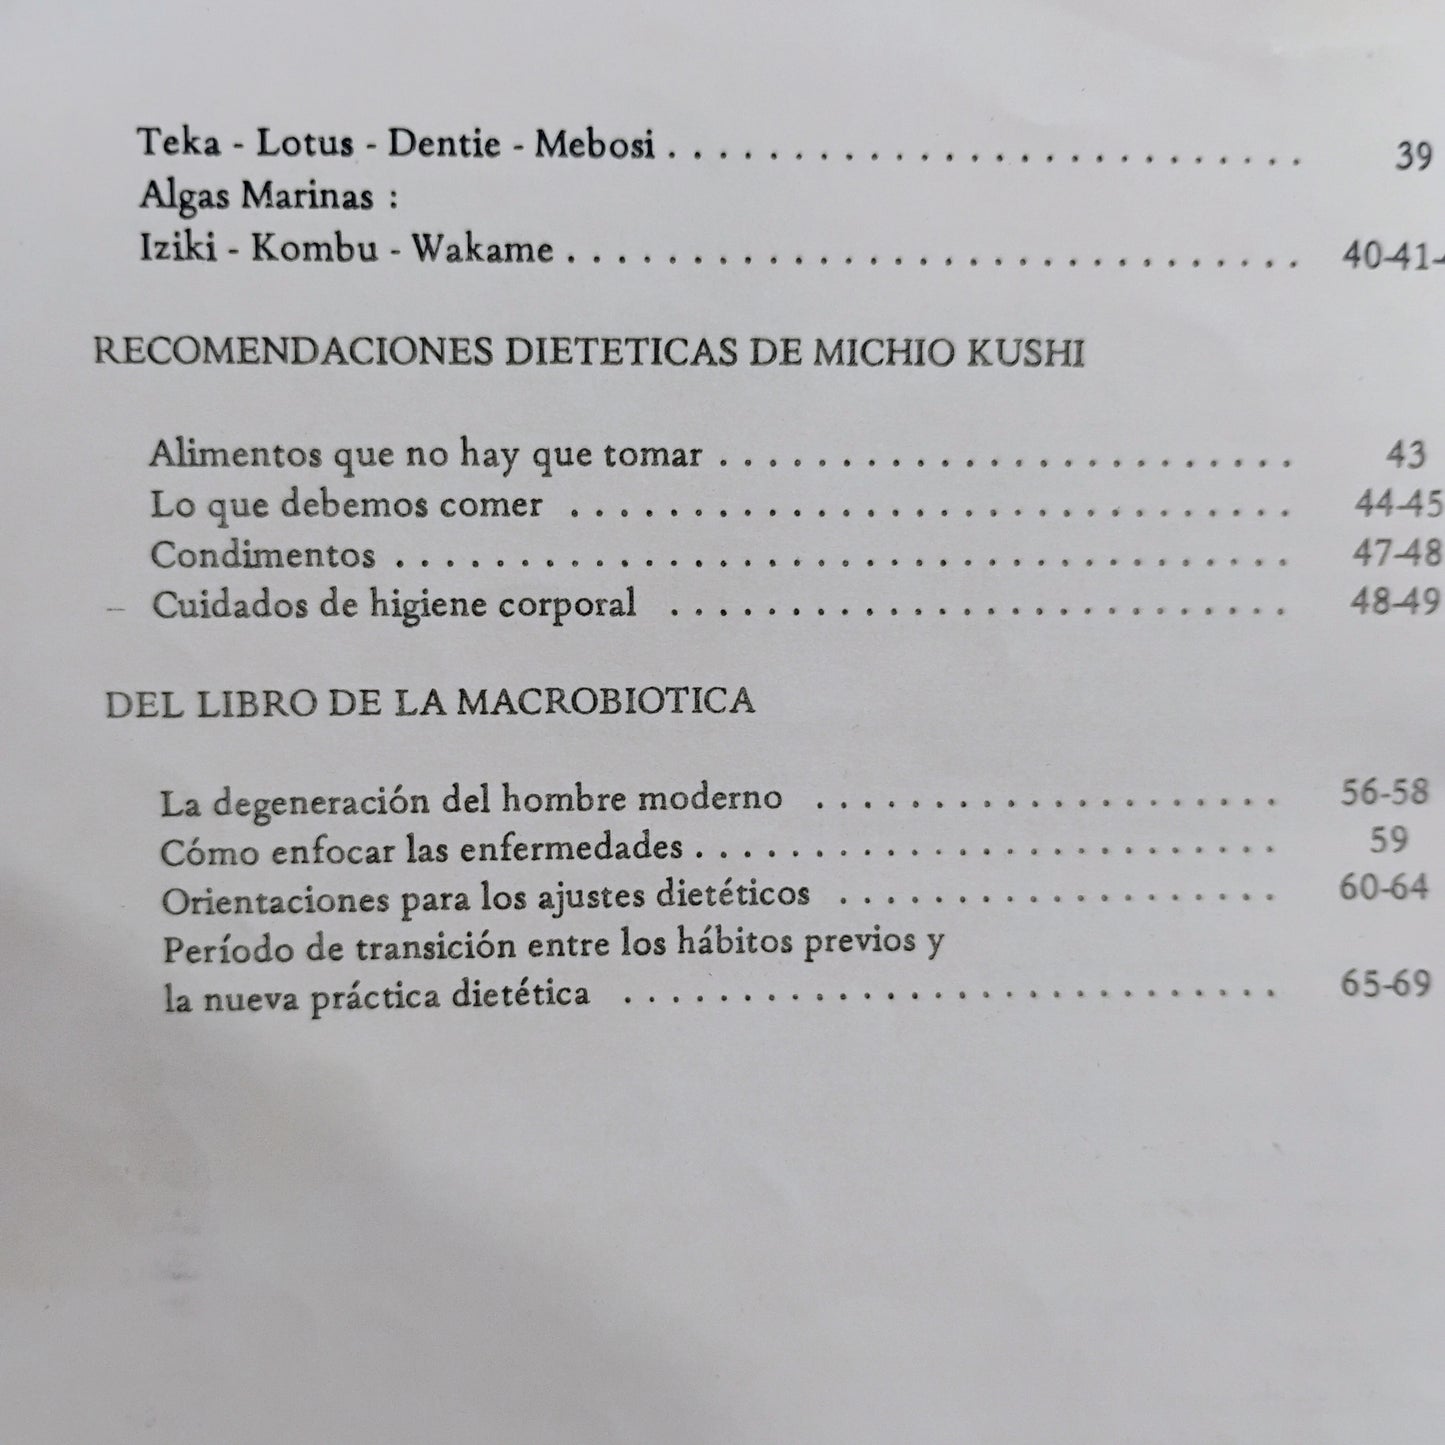 Teka - Lotus - Dentie - Mebosi . . . . . . . . . . . . . . . . . . . . . . . . . . 39
Algas Marinas :
Iziki - Kombu - Wakame . . . . . . . . . . . . . . . . . . . . . . . . . . . . . . 40-41-
RECOMENDACIONES DIETETICAS DE MICHIO KUSHI
Alimentos que no hay que tomar . . . . . . . . . . . . . . . . . . . . . . . . 43
Lo que debemos comer . . . . . . . . . . . . . . . . . . . . . . . . . . . . . . 44-45
Condimentos . . . . . . . . . . . . . . . . . . . . . . . . . . . . . . . . . . . . . 47-48
– Cuidados de higiene corporal . . . . . . . . . . . . . . . . . . . . . . . . . . 48-49
DEL LIBRO DE LA MACROBIOTICA
La degeneración del hombre moderno . . . . . . . . . . . . . . . . . . . . 56-58
Cómo enfocar las enfermedades . . . . . . . . . . . . . . . . . . . . . . . . . 59
Orientaciones para los ajustes dietéticos . . . . . . . . . . . . . . . . . . . 60-64
Período de transición entre los hábitos previos y
la nueva práctica dietética . . . . . . . . . . . . . . . . . . . . . . . . . . . . 65-69